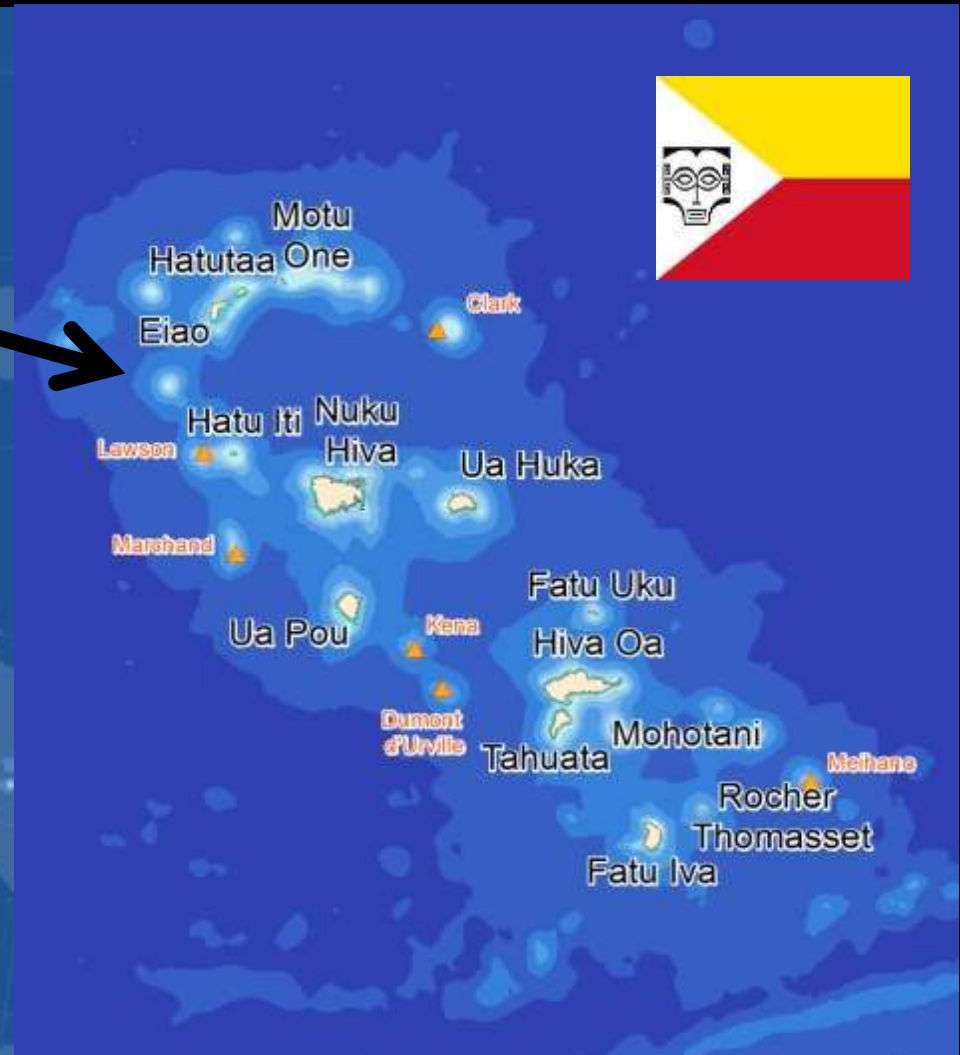 Motu
Hatutaa One
Clark
Eiao
Hatu Iti
Nuku
Hiva
Lawson
Ua Huka
Marchand
Fatu Uku
Ua Pou
Kena
Hiva Oa
Dumont
d'Urville
Tahuata
Mohotani
Meihano
Rocher
Thomasset
Fatu Iva